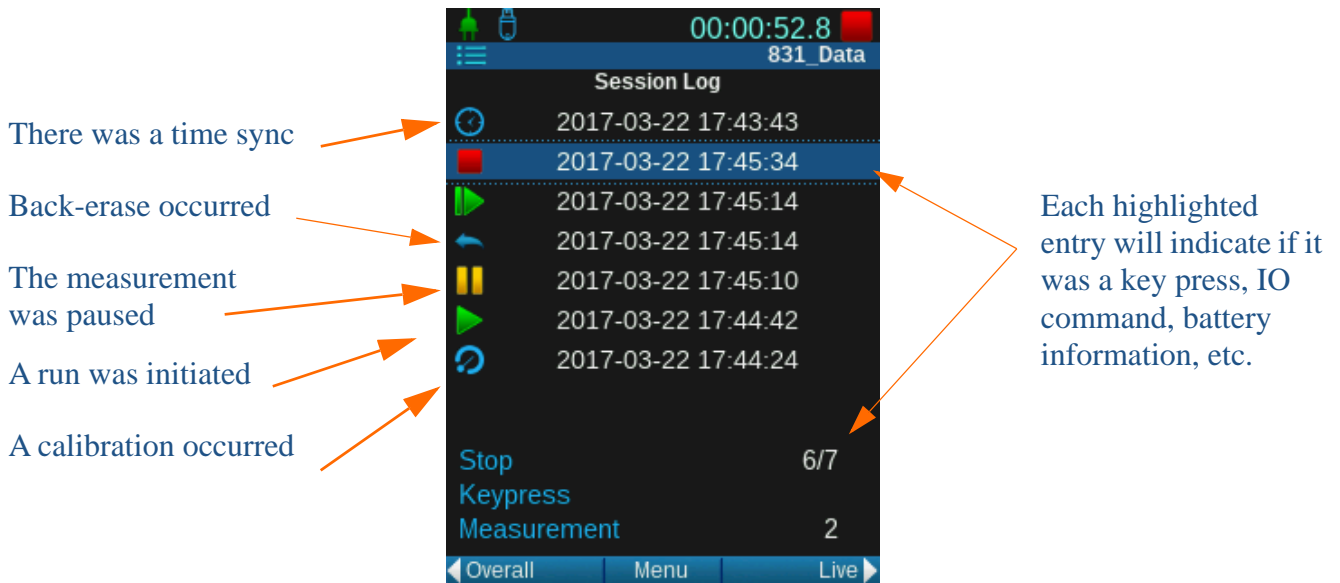 There was a time sync
Back-erase occurred
The measurement
was paused
A run was initiated
A calibration occurred
00:00:52.8
831_Data
Session Log
2017-03-22 17:43:43
2017-03-22 17:45:34
2017-03-22 17:45:14
2017-03-22 17:45:14
2017-03-22 17:45:10
2017-03-22 17:44:42
2017-03-22 17:44:24
Stop 6/7
Keypress
Measurement 2
Overall Menu Live
Each highlighted
entry will indicate if it
was a key press, IO
command, battery
information, etc.